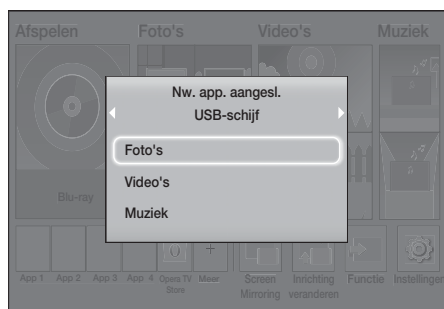 Afspelen Foto's Video's Muziek
Nw. app. aangesl.
USB-schijf
Foto's
Video's
Muziek
Blu-ray
App 1 App 2 App 3 App 4 Opera TV Store Meer Screen Mirroring Inrichting veranderen Functie Instellingen